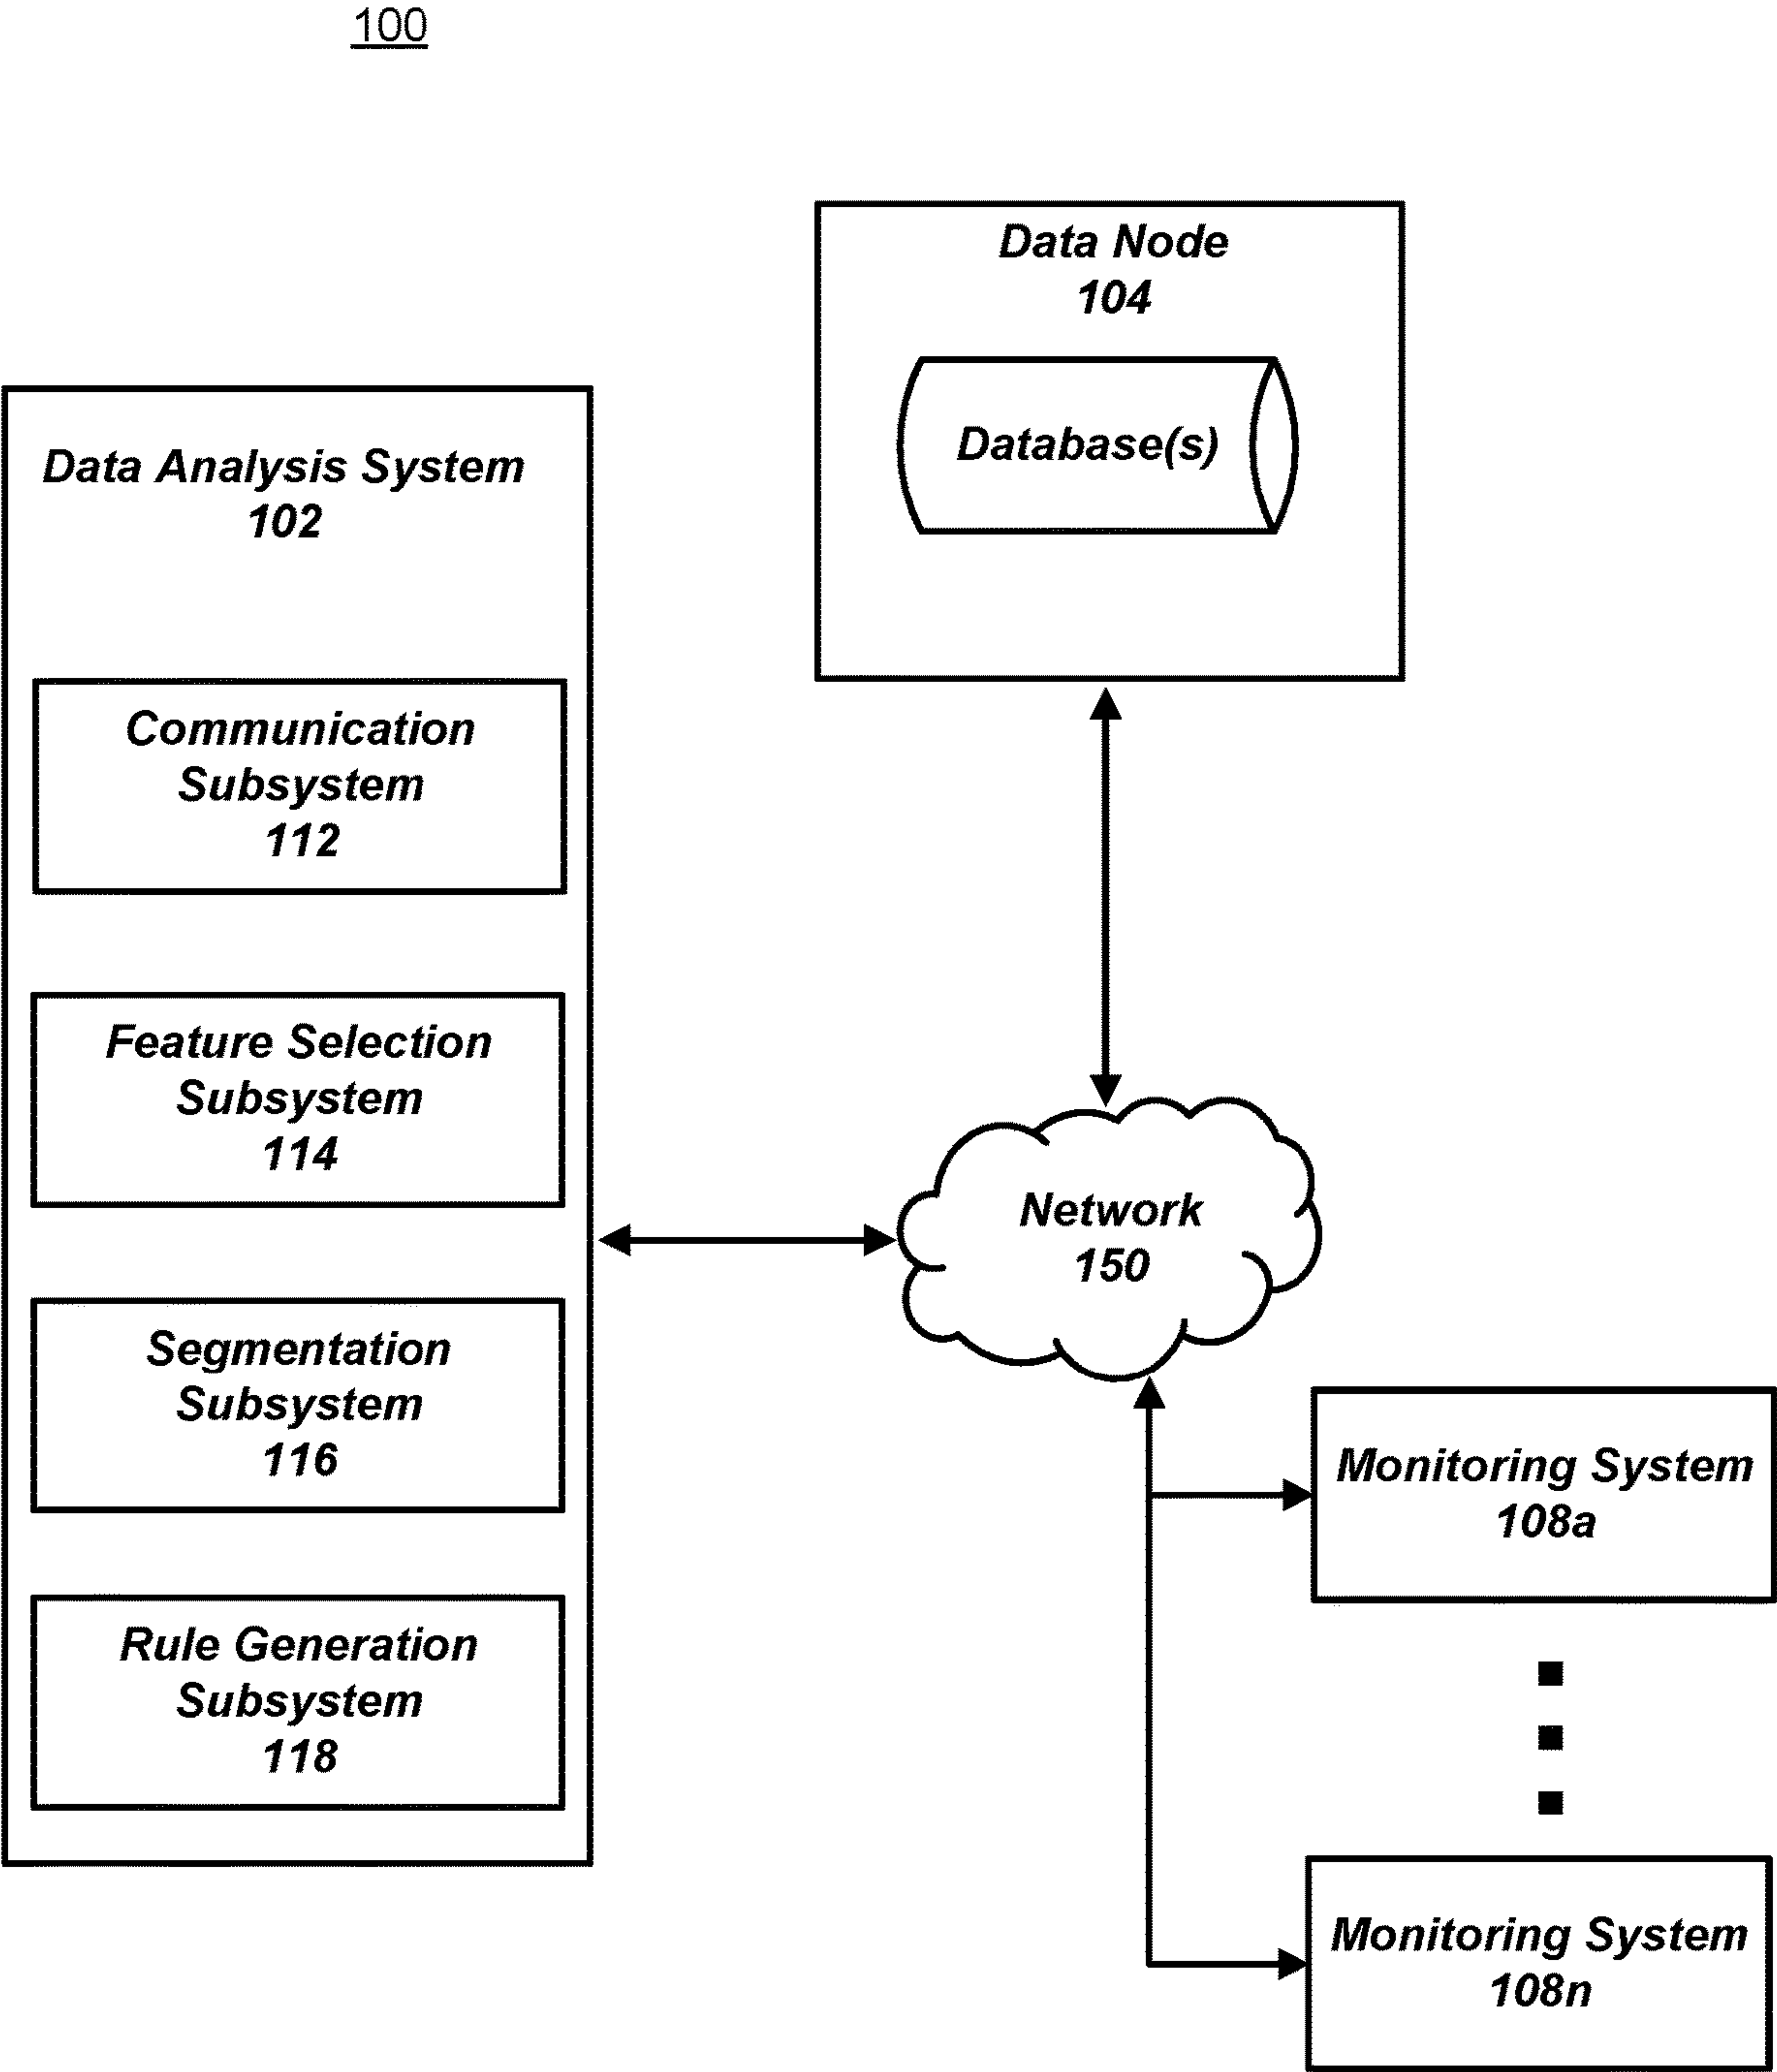 100
Data Node
104
Database(s)
Data Analysis System
102
Communication
Subsystem
112
Feature Selection
Subsystem
114
Segmentation
Subsystem
116
Rule Generation
Subsystem
118
Network
150
Monitoring System
108a
Monitoring System
108n